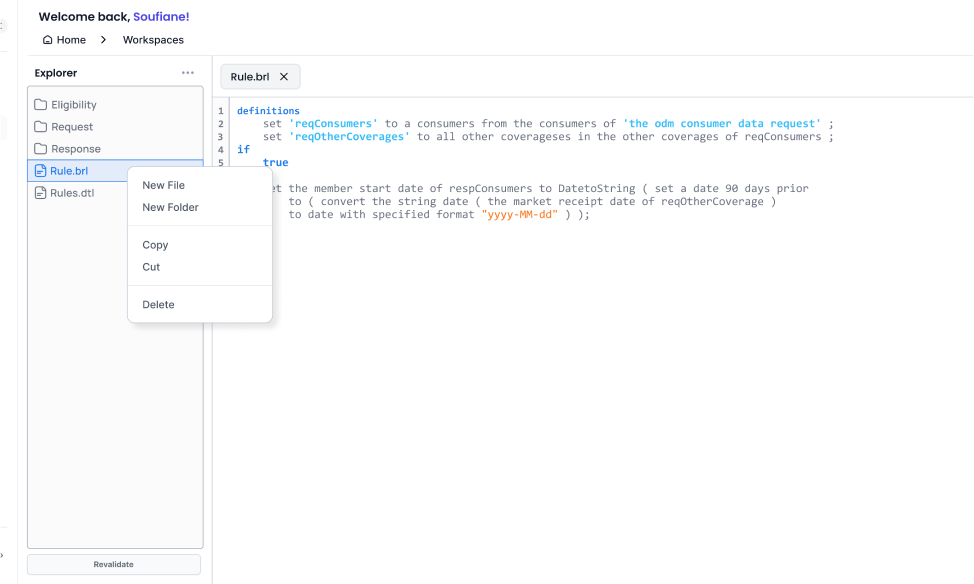 Welcome back, Soufiane!
Home > Workspaces
Explorer ...
Eligibility
Request
Response
Rule.brl
Rules.dtl
New File
New Folder
Copy
Cut
Delete
Revalidate
Rule.brl
1 definitions
2 set 'reqConsumers' to a consumers from the consumers of 'the odm consumer data request' ;
3 set 'reqOtherCoverages' to all other coverageses in the other coverages of reqConsumers ;
4 if
5 true
the member start date of respConsumers to DatetoString ( set a date 90 days prior
to ( convert the string date ( the market receipt date of reqOtherCoverage )
to date with specified format "yyyy-MM-dd" ) );